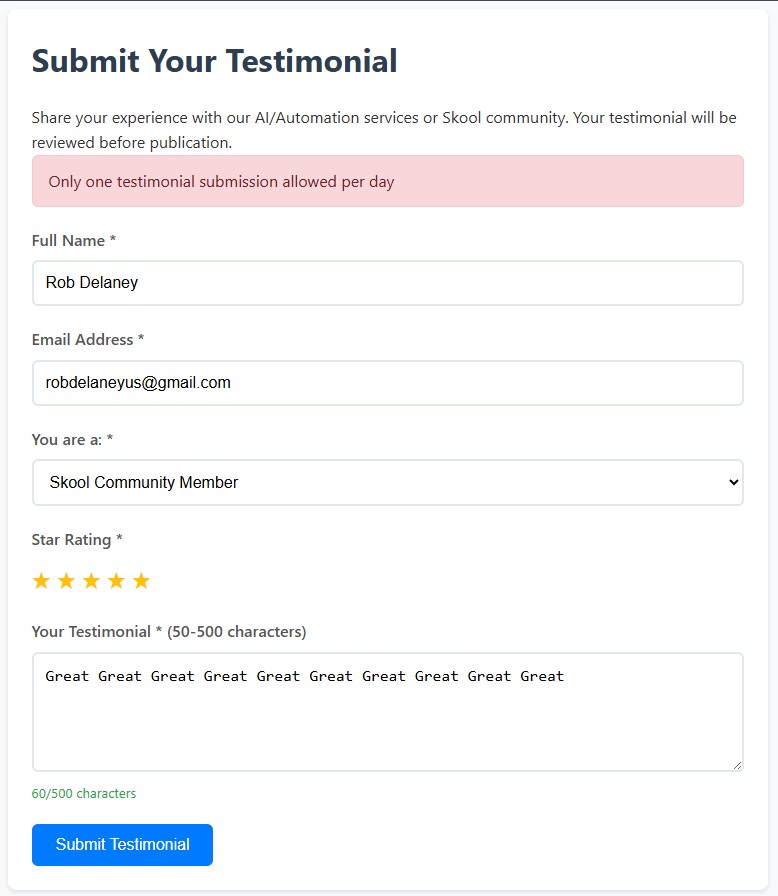 Submit Your Testimonial
Share your experience with our AI/Automation services or Skool community. Your testimonial will be
reviewed before publication.
Only one testimonial submission allowed per day
Full Name *
Rob Delaney
Email Address *
robdelaneyus@gmail.com
You are a: *
Skool Community Member
Star Rating *
★ ★ ★ ★ ★
Your Testimonial * (50-500 characters)
Great Great Great Great Great Great Great Great Great Great
60/500 characters
Submit Testimonial